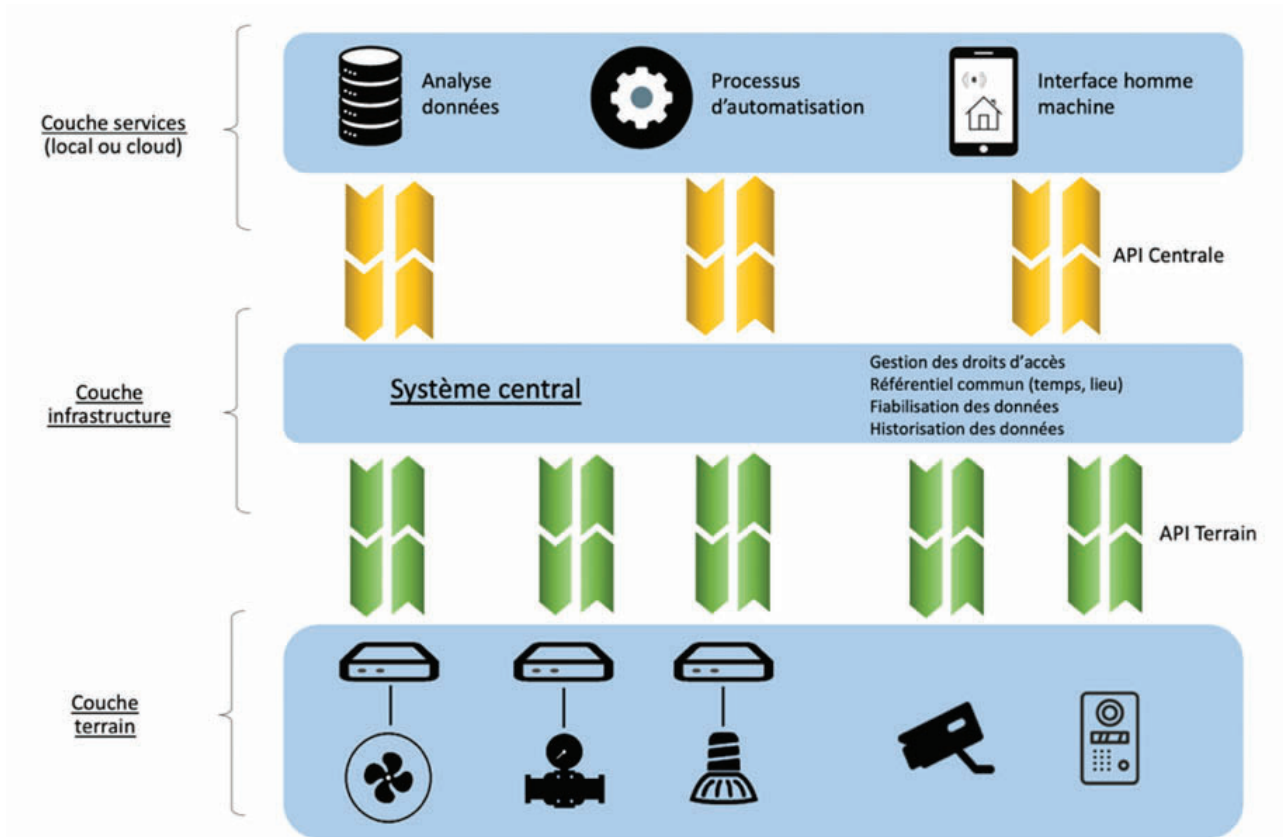 Couche services
(local ou cloud)
Analyse
données
Processus
d'automatisation
Interface homme
machine
API Centrale
Couche
infrastructure
Système central
Gestion des droits d'accès
Référentiel commun (temps, lieu)
Fiabilisation des données
Historisation des données
API Terrain
Couche
terrain